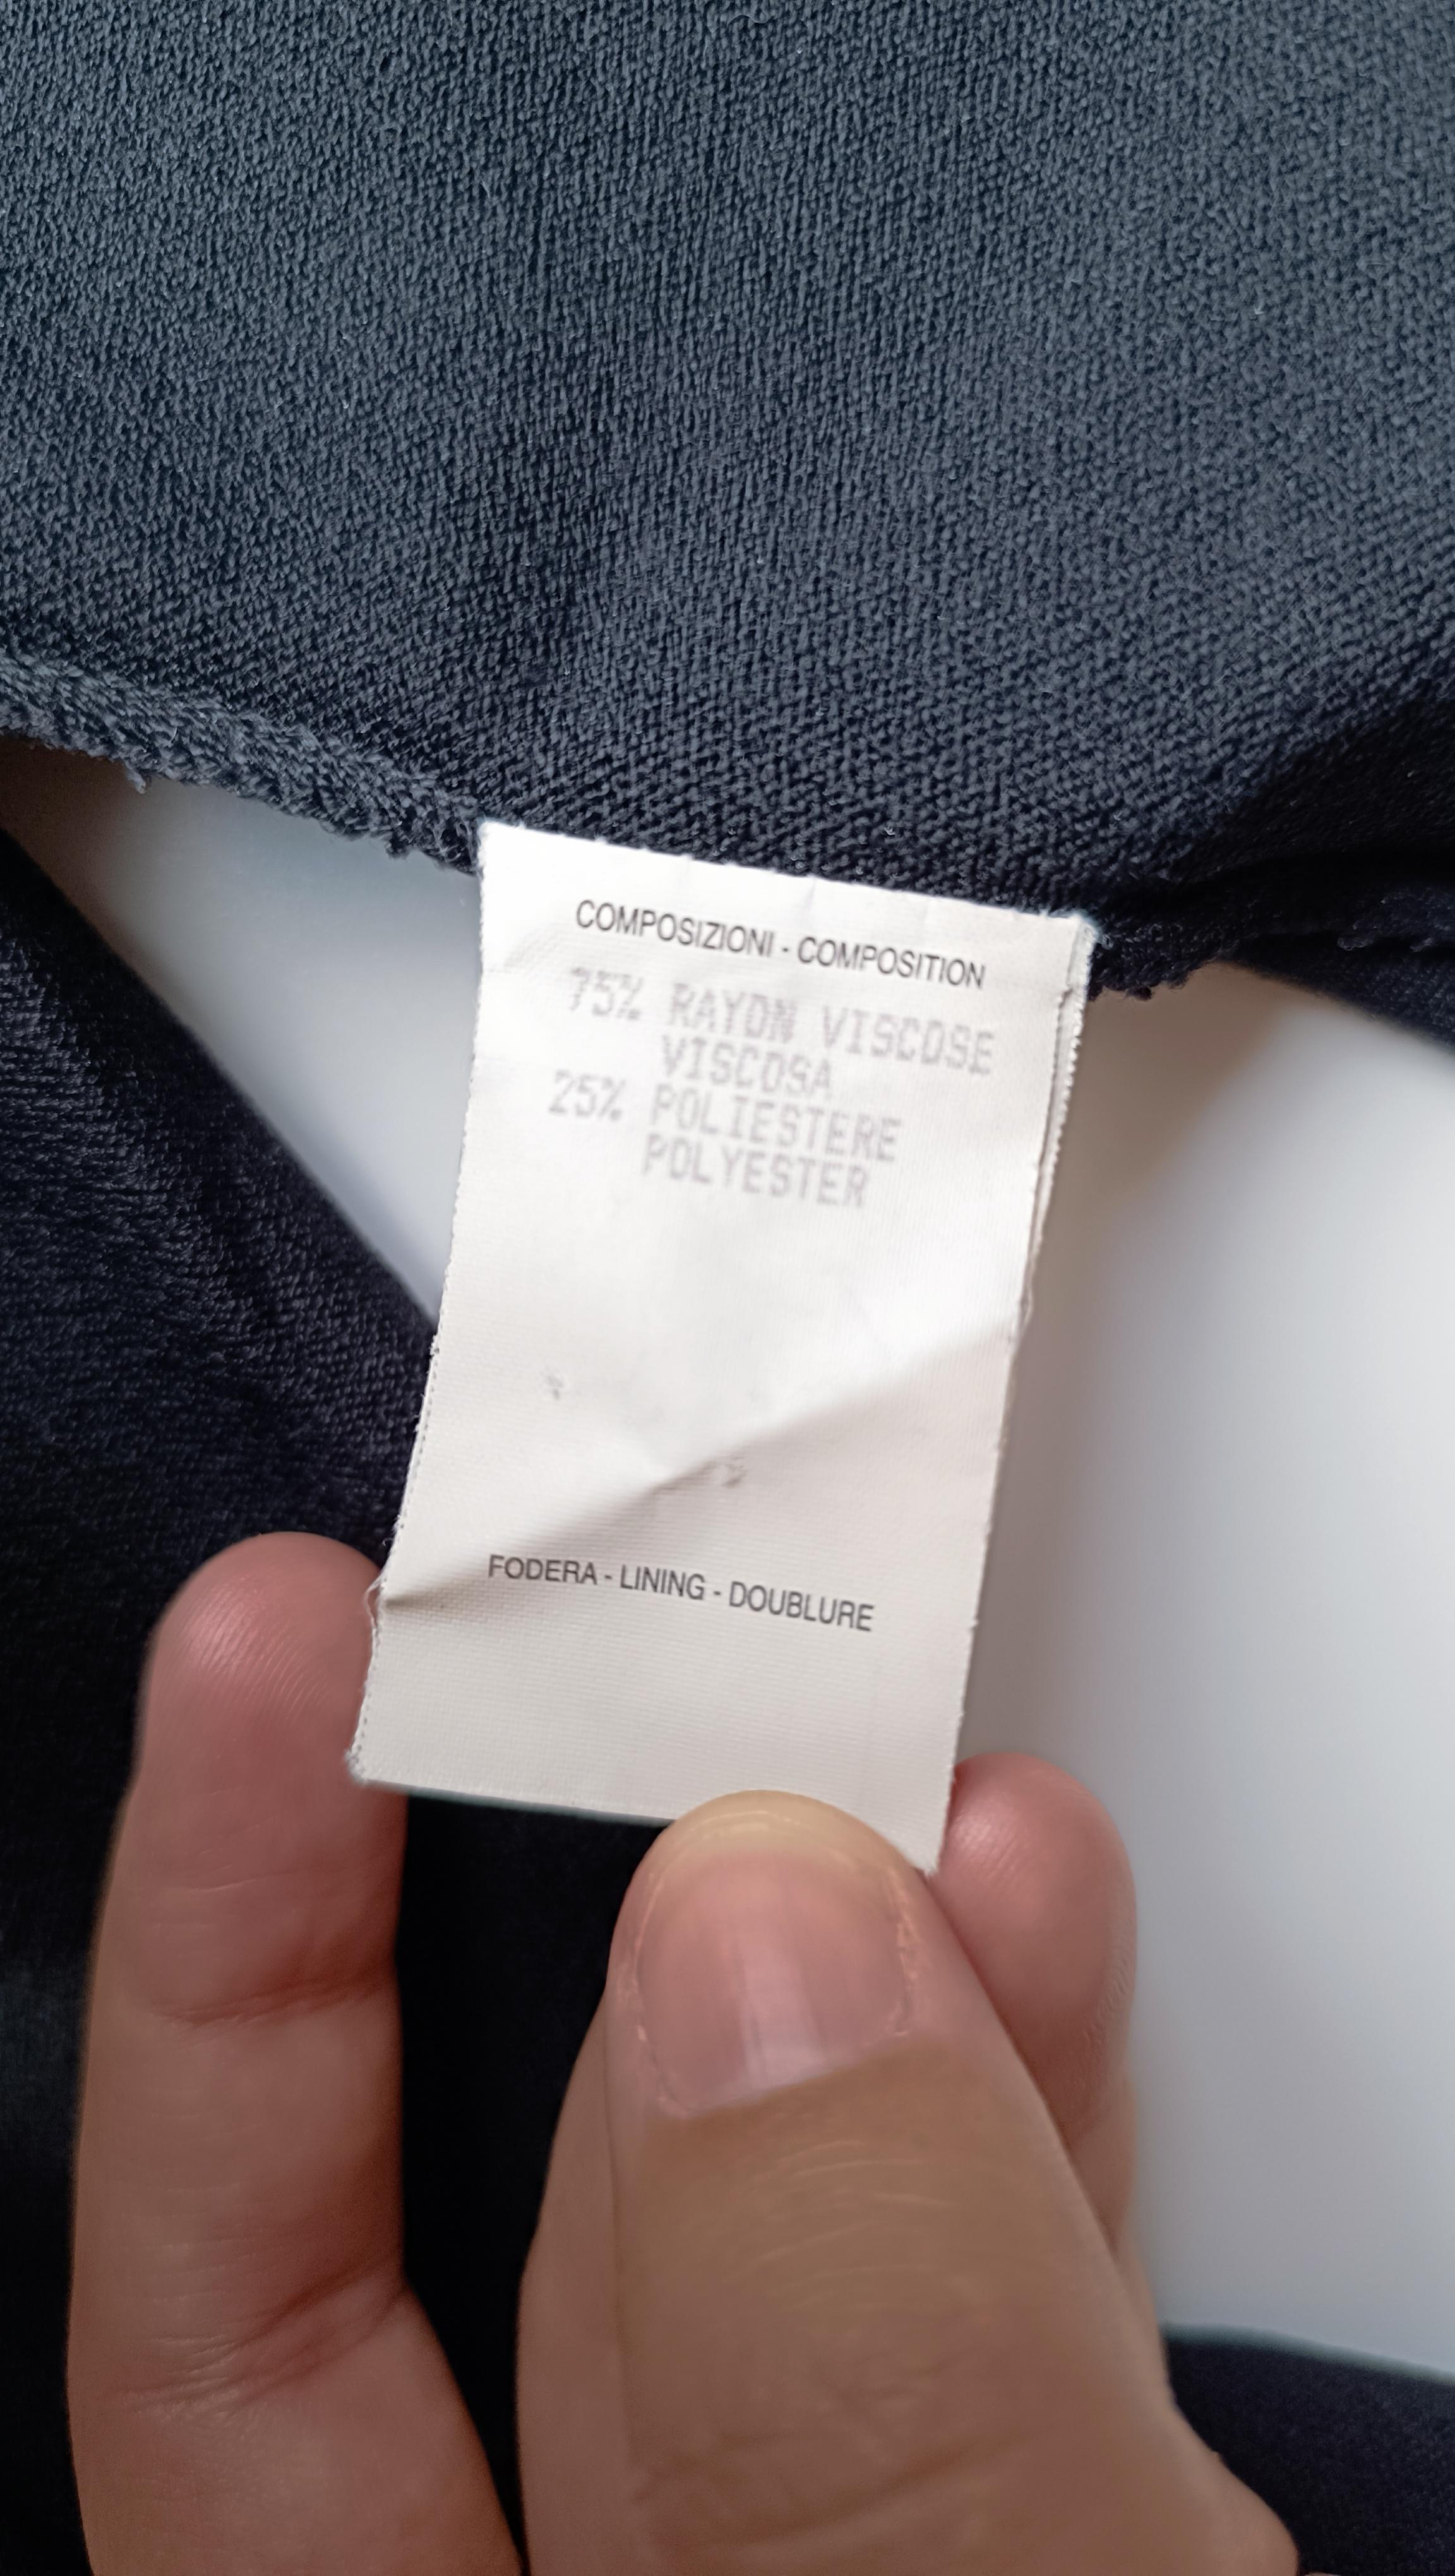 COMPOSIZIONI - COMPOSITION
75% RAYON VISCOSE
VISCOSA
25% POLIESTERE
POLYESTER
FODERA - LINING - DOUBLURE